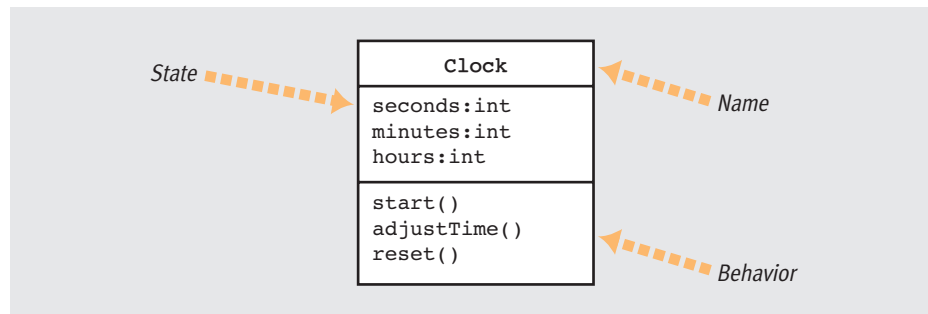 Clock
State
Name
seconds:int
minutes:int
hours:int
start()
adjustTime()
reset()
Behavior